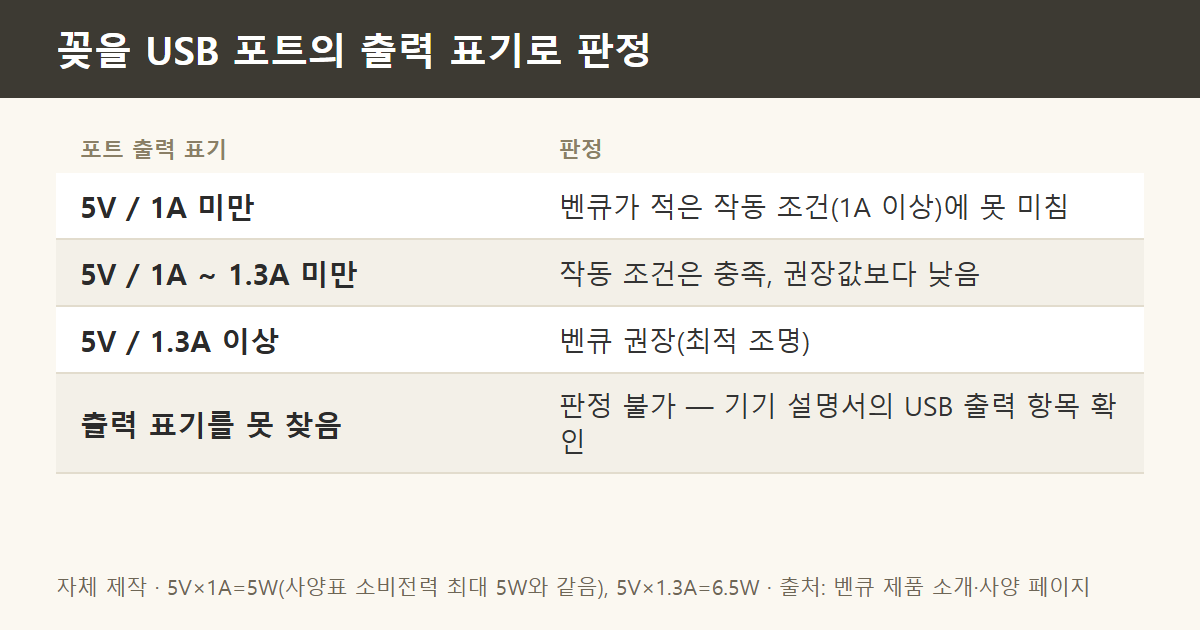 꽂을 USB 포트의 출력 표기로 판정
포트 출력 표기 판정
5V / 1A 미만 벤큐가 적은 작동 조건(1A 이상)에 못 미침
5V / 1A ~ 1.3A 미만 작동 조건은 충족, 권장값보다 낮음
5V / 1.3A 이상 벤큐 권장(최적 조명)
출력 표기를 못 찾음 판정 불가 — 기기 설명서의 USB 출력 항목 확
인
자체 제작 · 5V×1A=5W(사양표 소비전력 최대 5W와 같음), 5V×1.3A=6.5W · 출처: 벤큐 제품 소개·사양 페이지